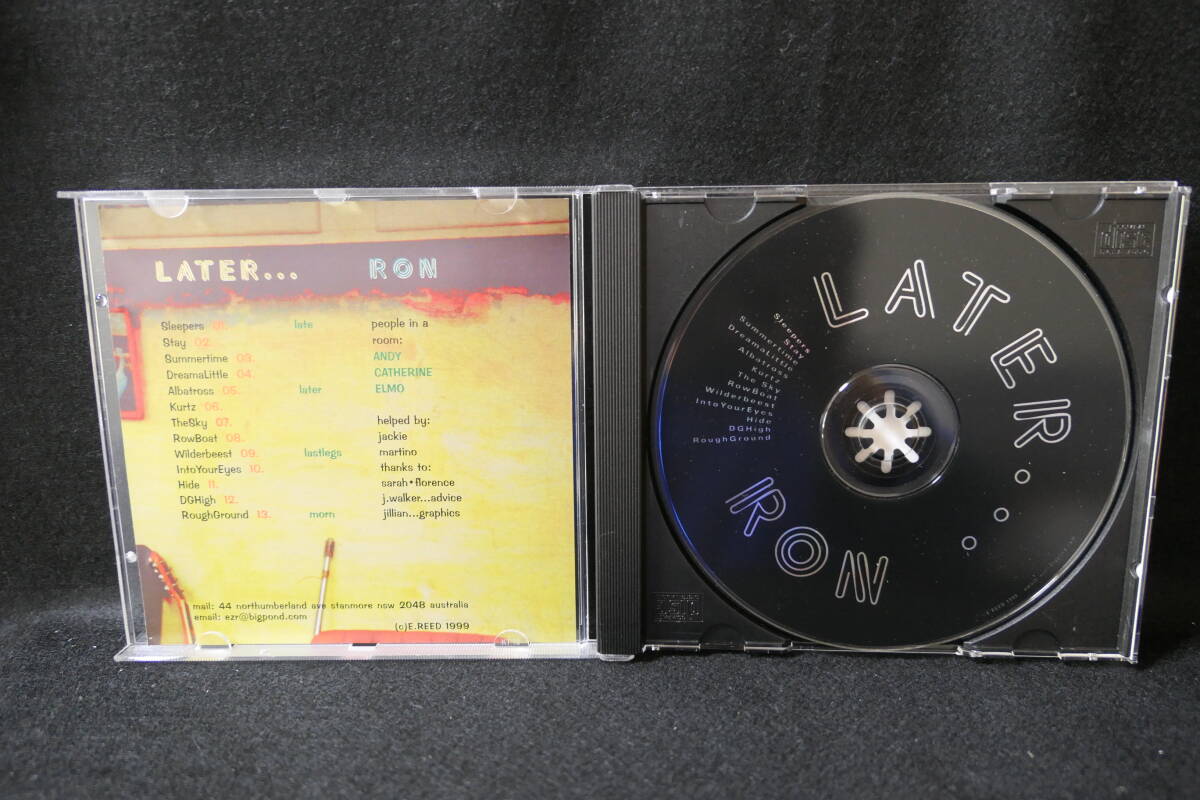 LATER... RON
Sleepers 01. late
Stay 02.
Summertime 03.
DreamaLittle 04.
Albatross 05. later
Kurtz 06.
TheSky 07.
RowBoat 08.
Wilderbeest 09. lastlegs
IntoYourEyes 10.
Hide 11.
DGHigh 12.
RoughGround 13. morn
people in a
room:
ANDY
CATHERINE
ELMO
helped by:
jackie
martino
thanks to:
sarah•florence
j.walker...advice
jillian...graphics
mail: 44 northumberland ave stanmore nsw 2048 australia
email: ezr@bigpond.com
(c)E.REED 1999
LATER...
RON
Sleepers
Stay
Summertime
DreamaLittle
Albatross
Kurtz
The Sky
RowBoat
Wilderbeest
IntoYourEyes
Hide
DGHigh
RoughGround
disc